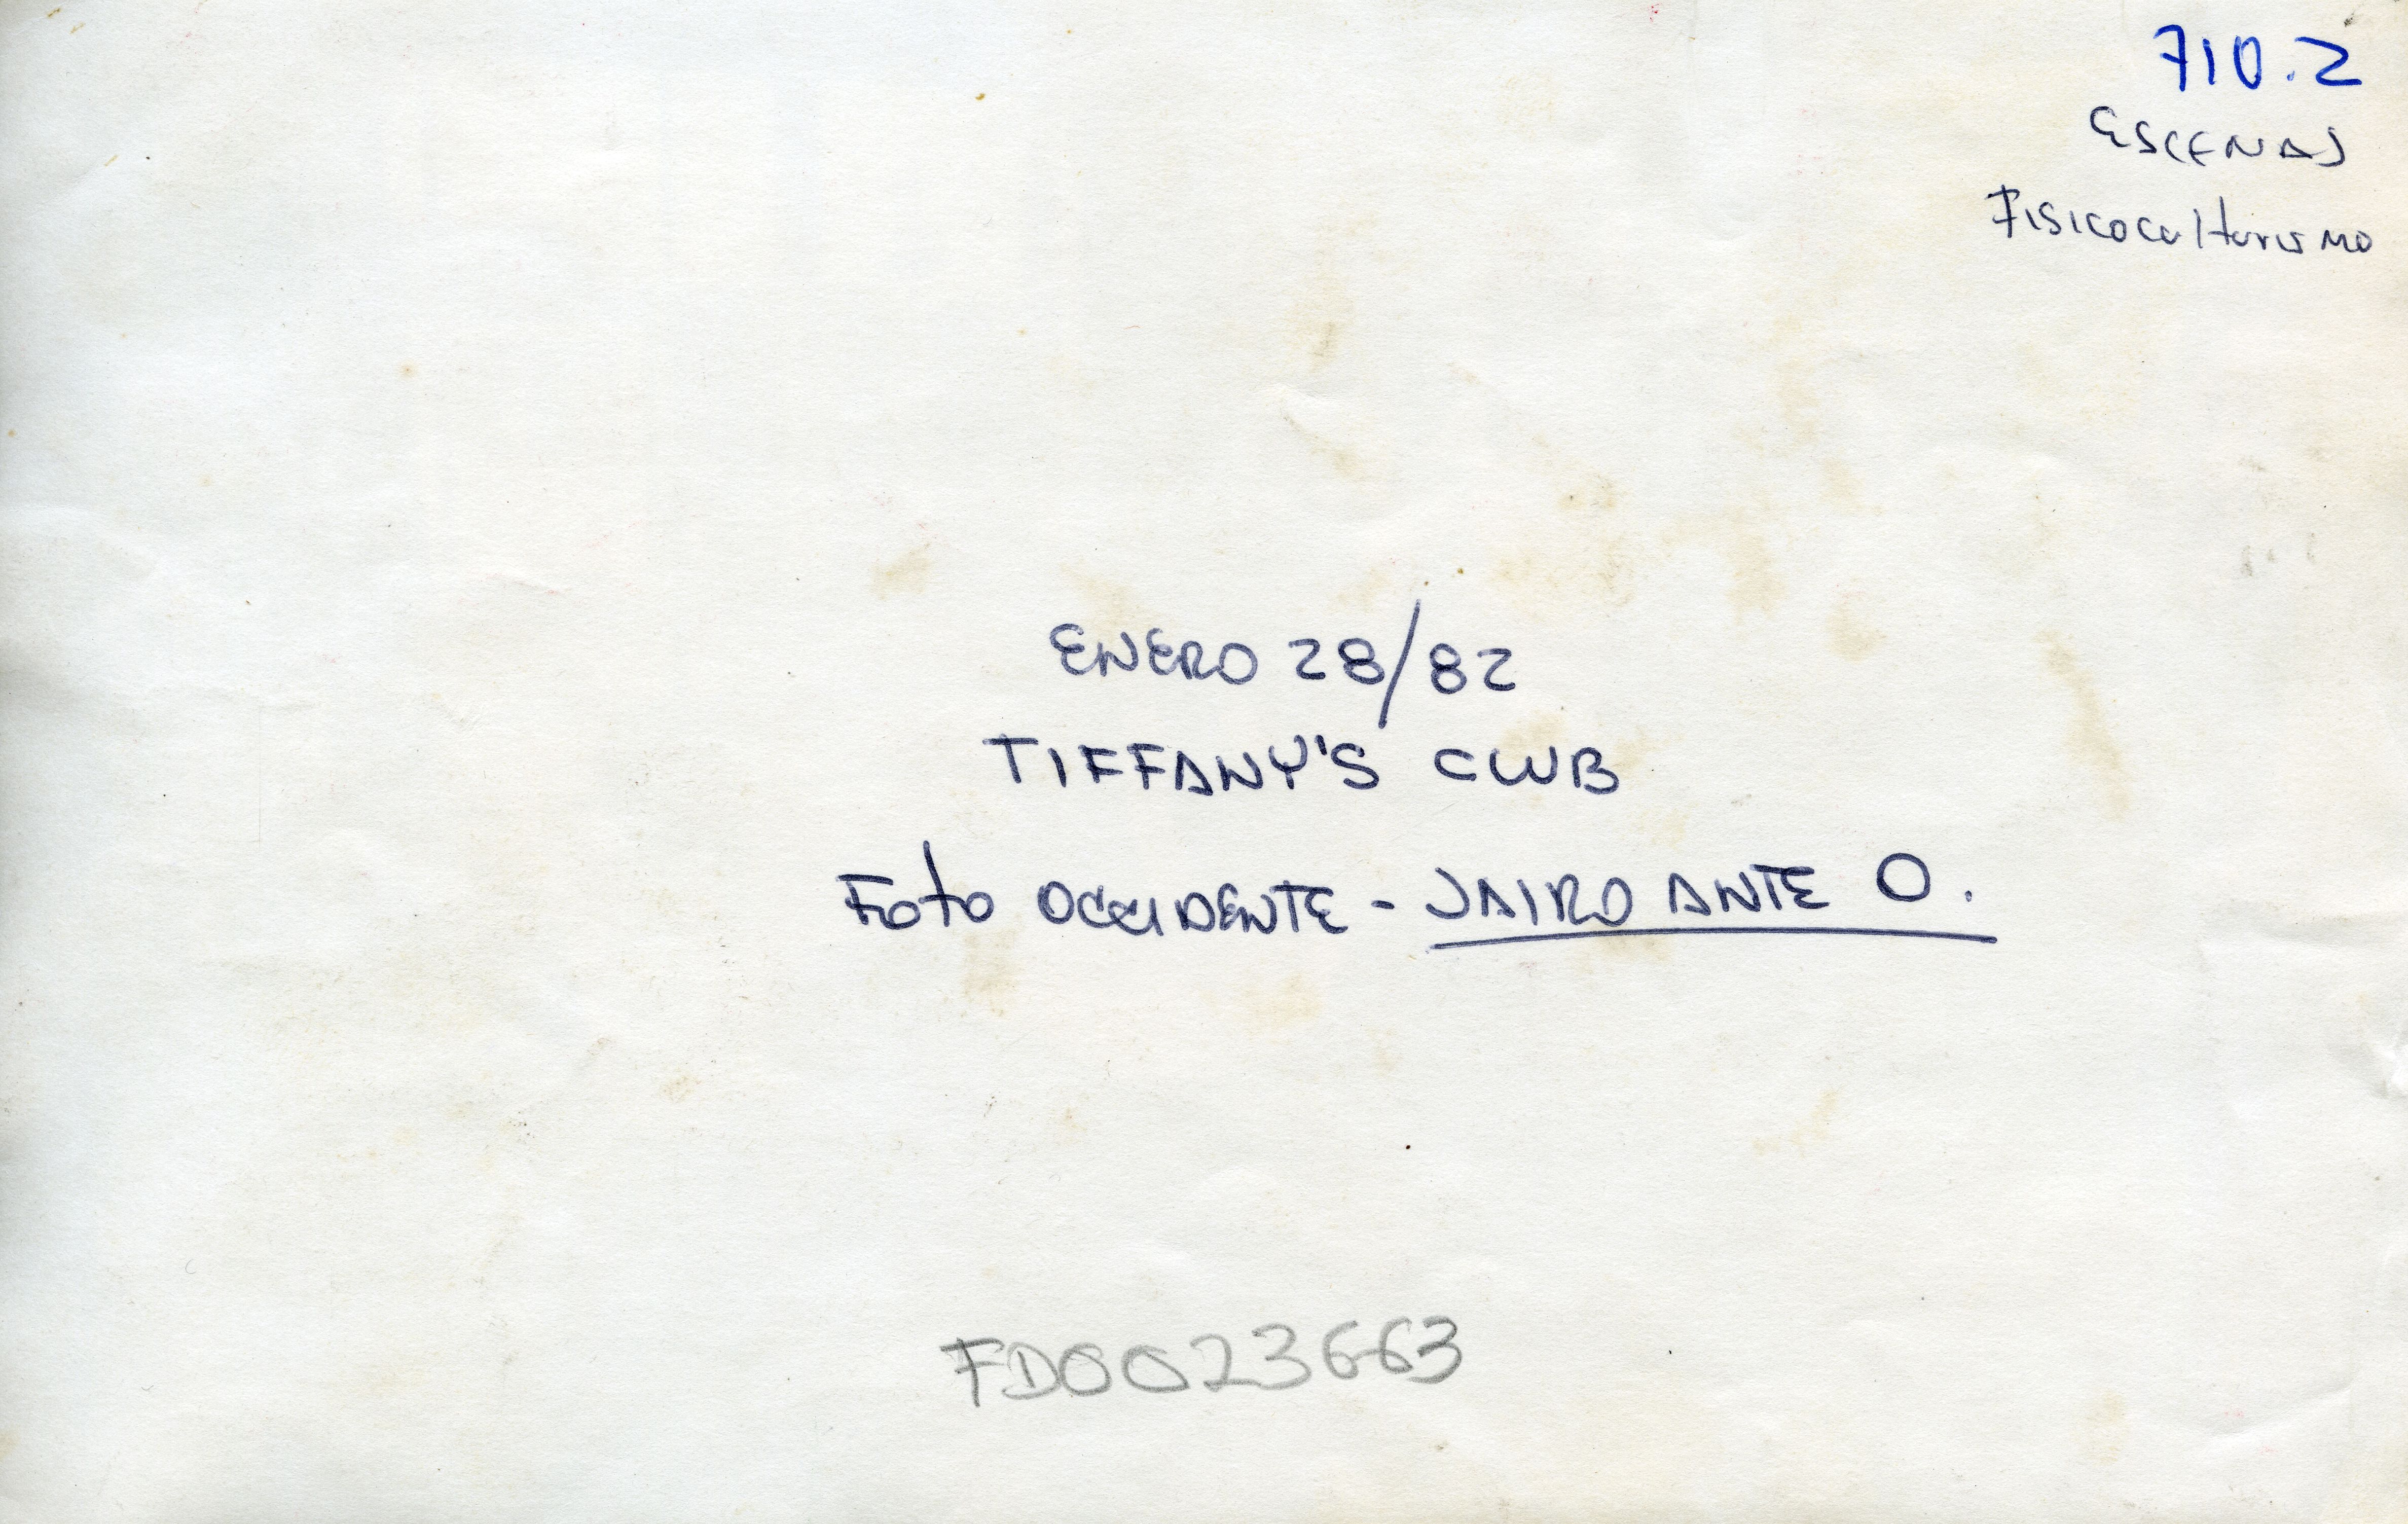 710.2
ESCENAS
Fisicoculturismo
ENERO 28/82
TIFFANY'S CLUB
Foto OCCIDENTE - JAIRO ANTE O.
FD0023663